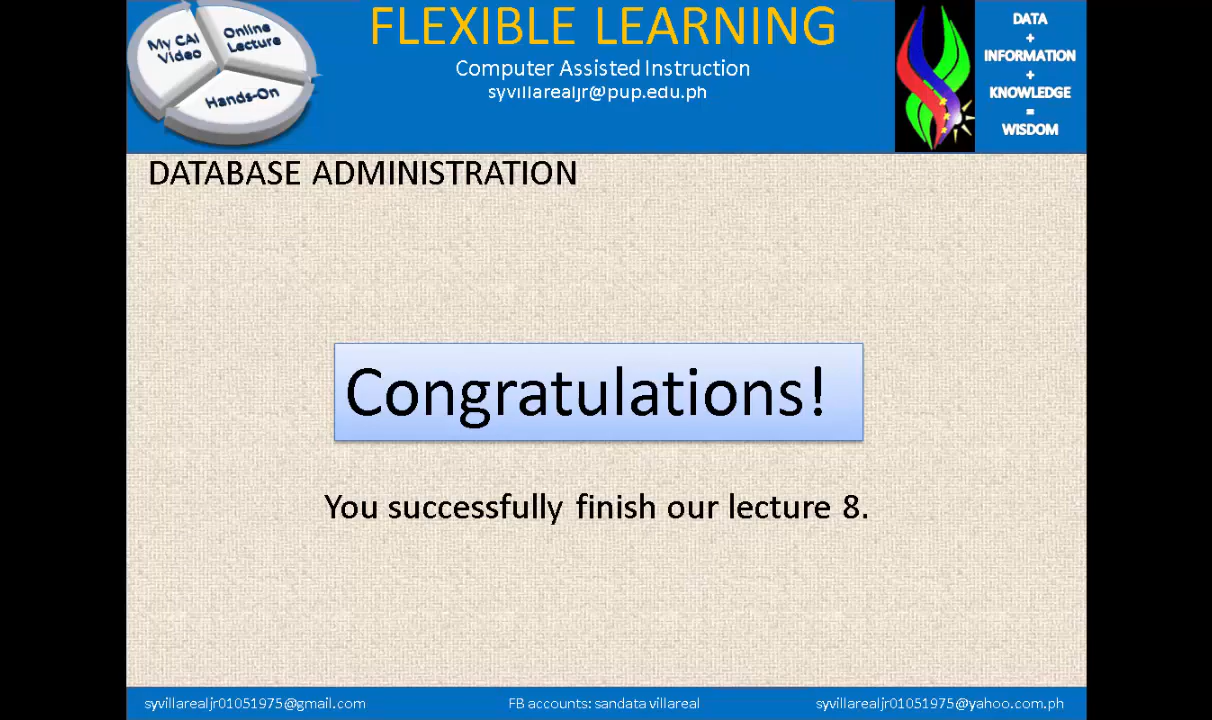 My CAI
Video
Online
Lecture
Hands-On
FLEXIBLE LEARNING
Computer Assisted Instruction
syvillarealjr@pup.edu.ph
DATA
+
INFORMATION
+
KNOWLEDGE
=
WISDOM
DATABASE ADMINISTRATION
Congratulations!
You successfully finish our lecture 8.
syvillarealjr01051975@gmail.com
FB accounts: sandata villareal
syvillarealjr01051975@yahoo.com.ph